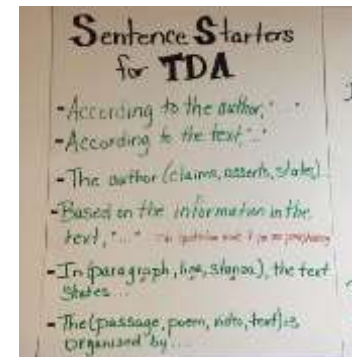 Sentence Starters
for TDA
-According to the author, "..."
-According to the text, "..."
-The author (claims, asserts, states)...
-Based on the information in the
text, "..."
-In (paragraph, line, stanza), the text
states...
-The (passage, poem, video, text) is
organized by...